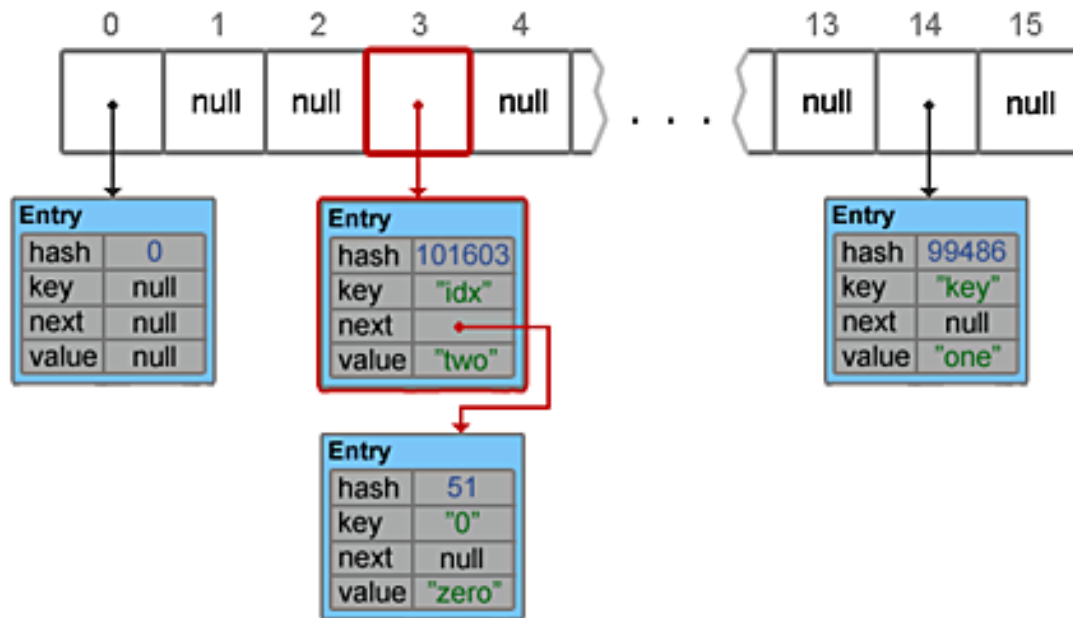 0 1 2 3 4 13 14 15
null null null . . . null null
Entry
hash 0
key null
next null
value null
Entry
hash 101603
key "idx"
next
value "two"
Entry
hash 99486
key "key"
next null
value "one"
Entry
hash 51
key "0"
next null
value "zero"